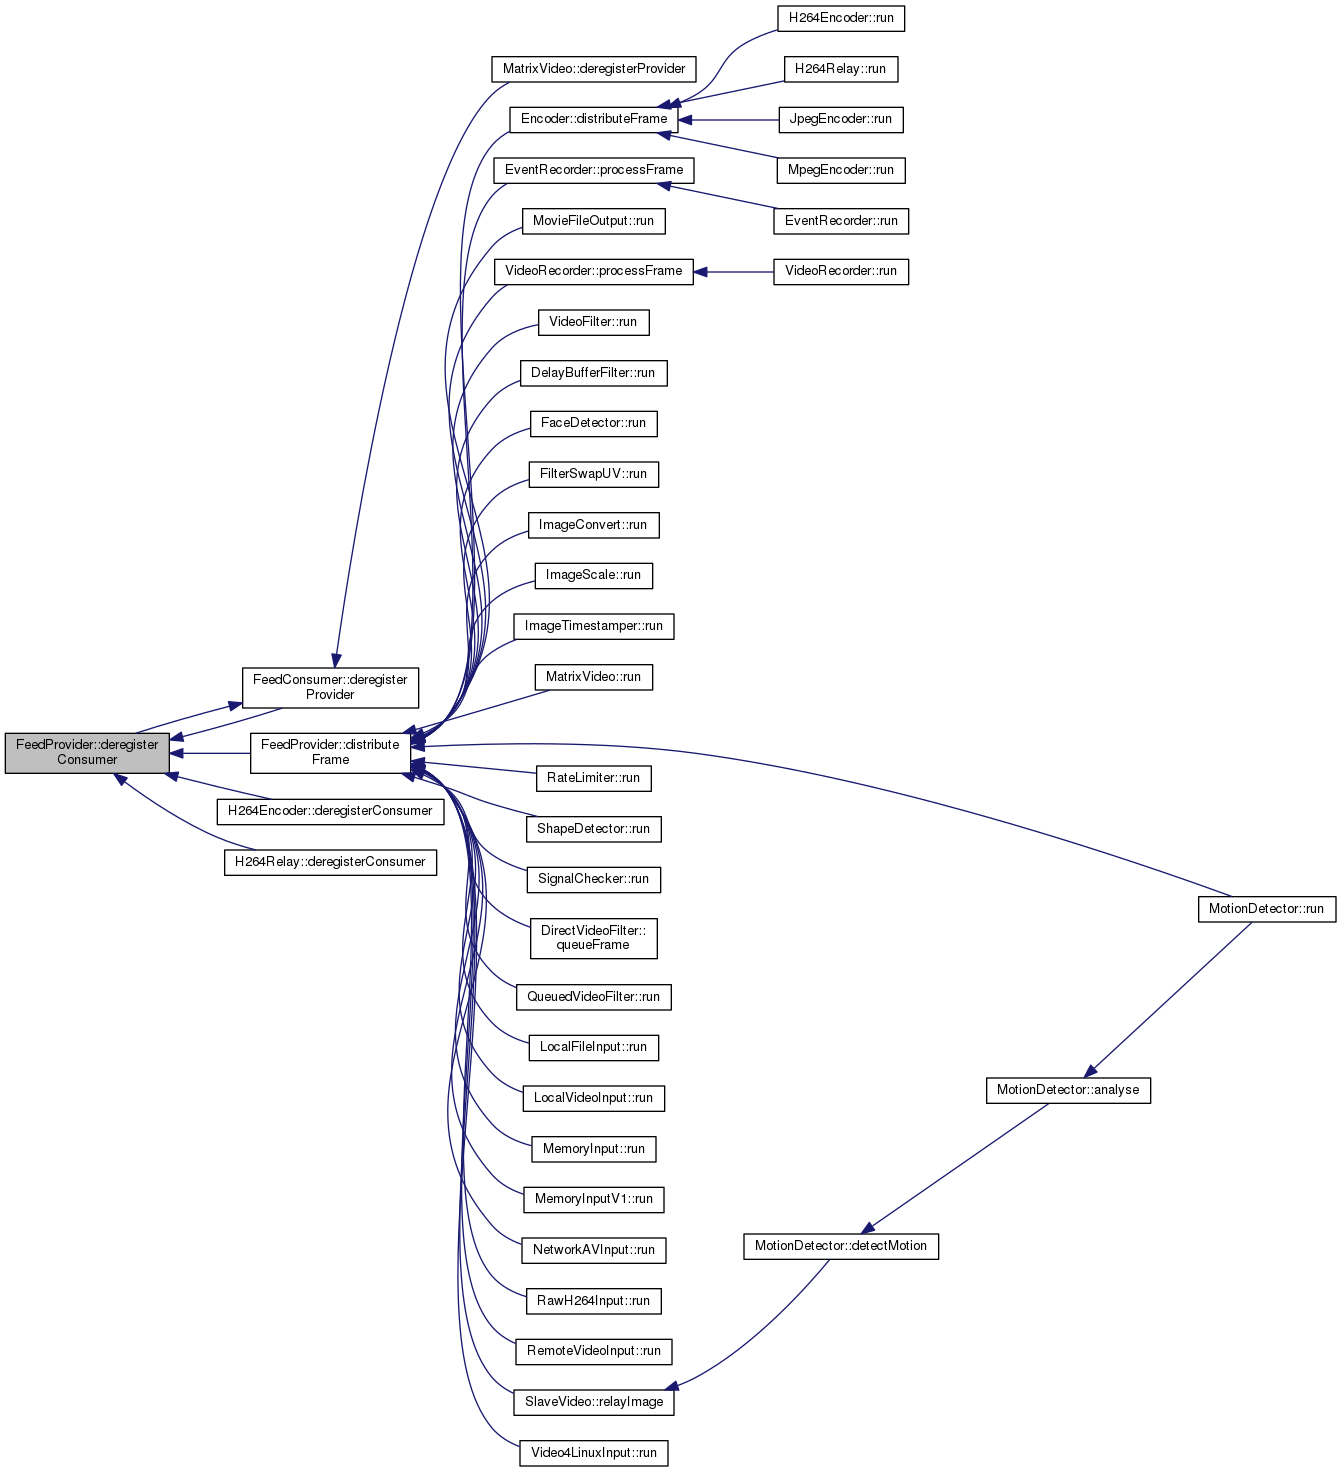 H264Encoder::run
MatrixVideo::deregisterProvider
H264Relay::run
Encoder::distributeFrame
JpegEncoder::run
EventRecorder::processFrame
MpegEncoder::run
MovieFileOutput::run
EventRecorder::run
VideoRecorder::processFrame
VideoRecorder::run
VideoFilter::run
DelayBufferFilter::run
FaceDetector::run
FilterSwapUV::run
ImageConvert::run
ImageScale::run
ImageTimestamper::run
MatrixVideo::run
FeedConsumer::deregister
Provider
FeedProvider::deregister
Consumer
FeedProvider::distribute
Frame
RateLimiter::run
H264Encoder::deregisterConsumer
ShapeDetector::run
H264Relay::deregisterConsumer
SignalChecker::run
MotionDetector::run
DirectVideoFilter::
queueFrame
QueuedVideoFilter::run
LocalFileInput::run
LocalVideoInput::run
MotionDetector::analyse
MemoryInput::run
MemoryInputV1::run
NetworkAVInput::run
MotionDetector::detectMotion
RawH264Input::run
RemoteVideoInput::run
SlaveVideo::relayImage
Video4LinuxInput::run